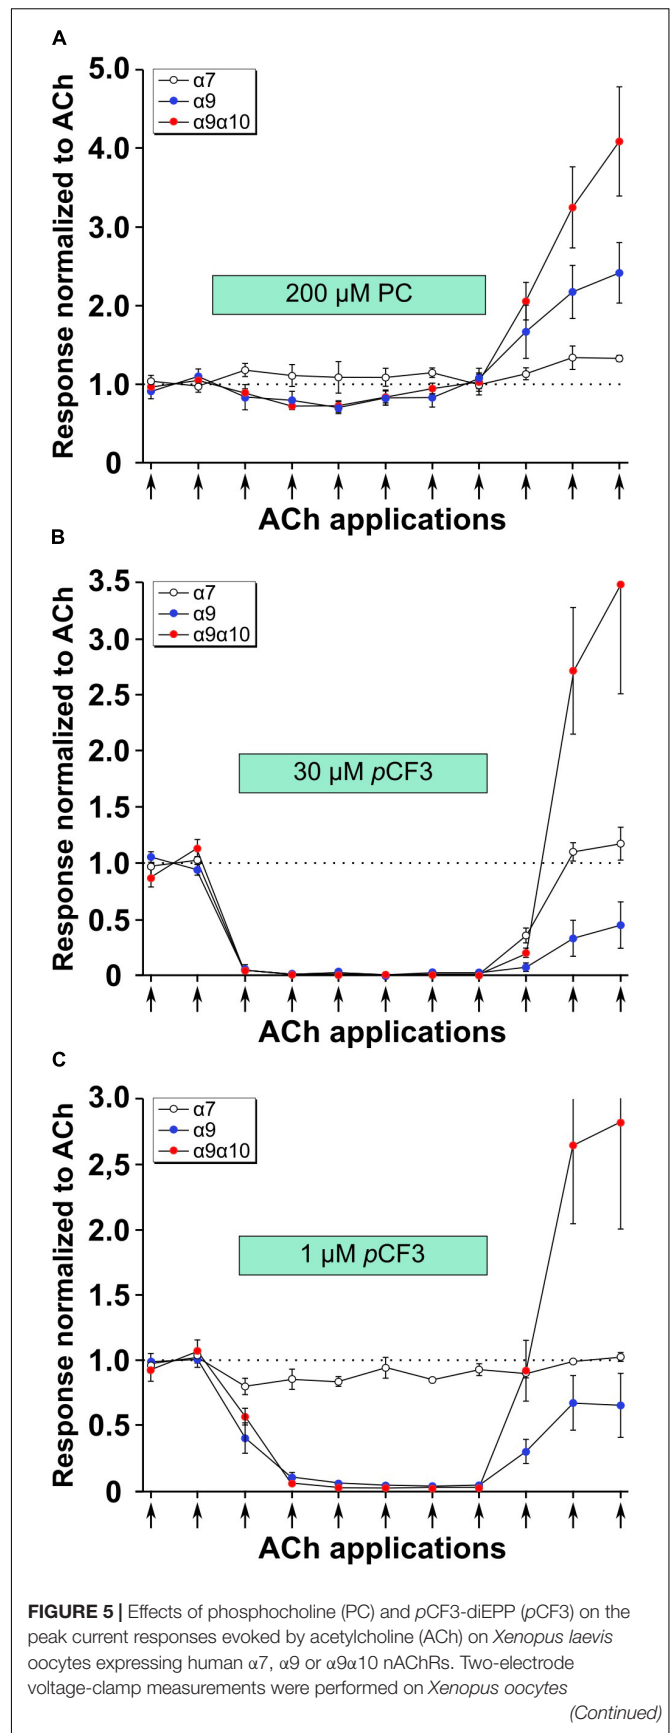 A
Response normalized to ACh
5.0
4.0
3.0
2.0
1.0
0
α7
α9
α9α10
200 µM PC
ACh applications
B
Response normalized to ACh
3.5
3.0
2.5
2.0
1.5
1.0
0.5
0
α7
α9
α9α10
30 µM pCF3
ACh applications
C
Response normalized to ACh
3.0
2,5
2.0
1.5
1.0
0.5
0
α7
α9
α9α10
1 µM pCF3
ACh applications
FIGURE 5 | Effects of phosphocholine (PC) and pCF3-diEPP (pCF3) on the
peak current responses evoked by acetylcholine (ACh) on Xenopus laevis
oocytes expressing human α7, α9 or α9α10 nAChRs. Two-electrode
voltage-clamp measurements were performed on Xenopus oocytes
(Continued)